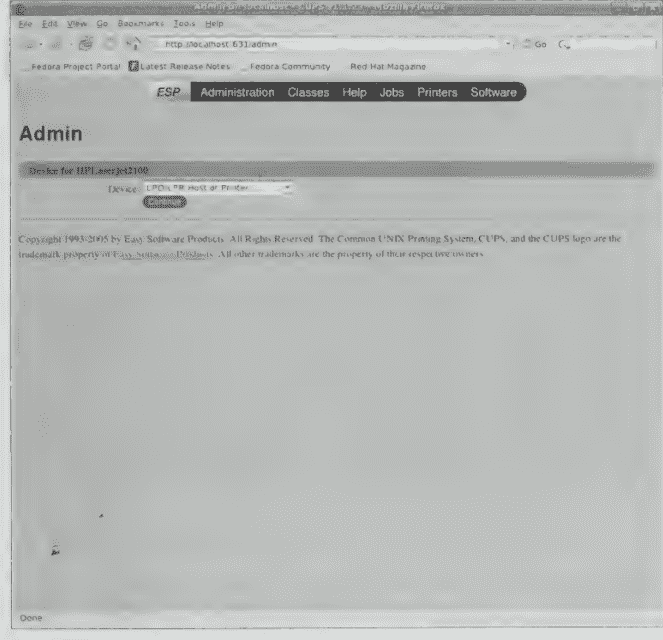 File Edit View Go Bookmarks Tools Help
http://localhost:631/admin
Go
Fedora Project Portal Latest Release Notes Fedora Community Red Hat Magazine
ESP Administration Classes Help Jobs Printers Software
Admin
Device for HPLaserJet2100
Device: LPD/LPR Host or Printer
Copyright 1993-2005 by Easy Software Products. All Rights Reserved. The Common UNIX Printing System, CUPS, and the CUPS logo are the
trademark property of Easy Software Products. All other trademarks are the property of their respective owners.
Done